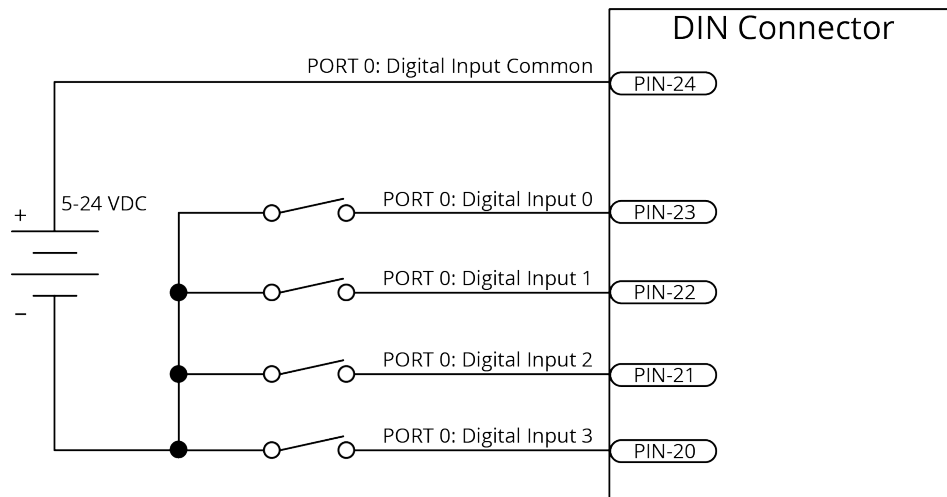 DIN Connector
PORT 0: Digital Input Common
PIN-24
5-24 VDC
+
PORT 0: Digital Input 0
PIN-23
PORT 0: Digital Input 1
PIN-22
–
PORT 0: Digital Input 2
PIN-21
PORT 0: Digital Input 3
PIN-20